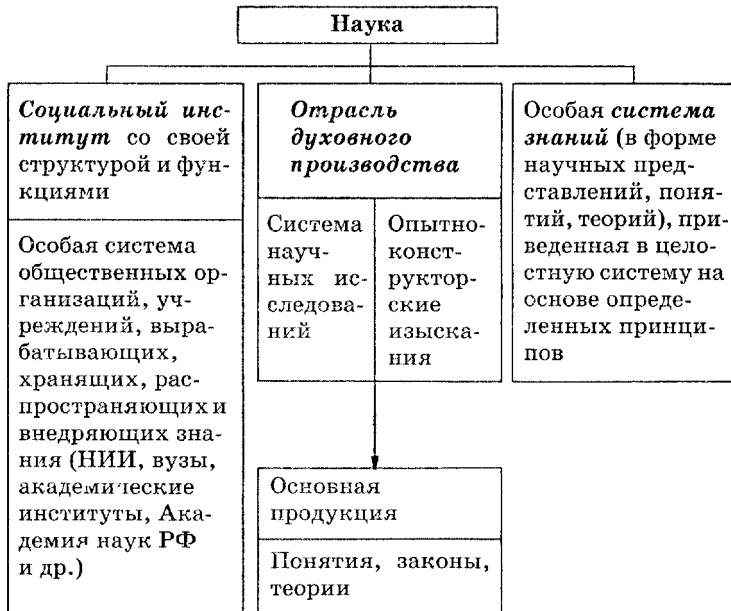 Наука
Социальный инс-
титут со своей
структурой и фун-
кциями
Особая система
общественных ор-
ганизаций, уч-
реждений, выра-
батывающих,
хранящих, рас-
пространяющих и
внедряющих зна-
ния (НИИ, вузы,
академические
институты, Ака-
демия наук РФ
и др.)
Отрасль
духовного
производства
Система
науч-
ных ис-
следова-
ний
Опытно-
конст-
руктор-
ские
изыска-
ния
Основная
продукция
Понятия, законы,
теории
Особая система
знаний (в форме
научных пред-
ставлений, поня-
тий, теорий), при-
веденная в цело-
стную систему на
основе опреде-
ленных принци-
пов